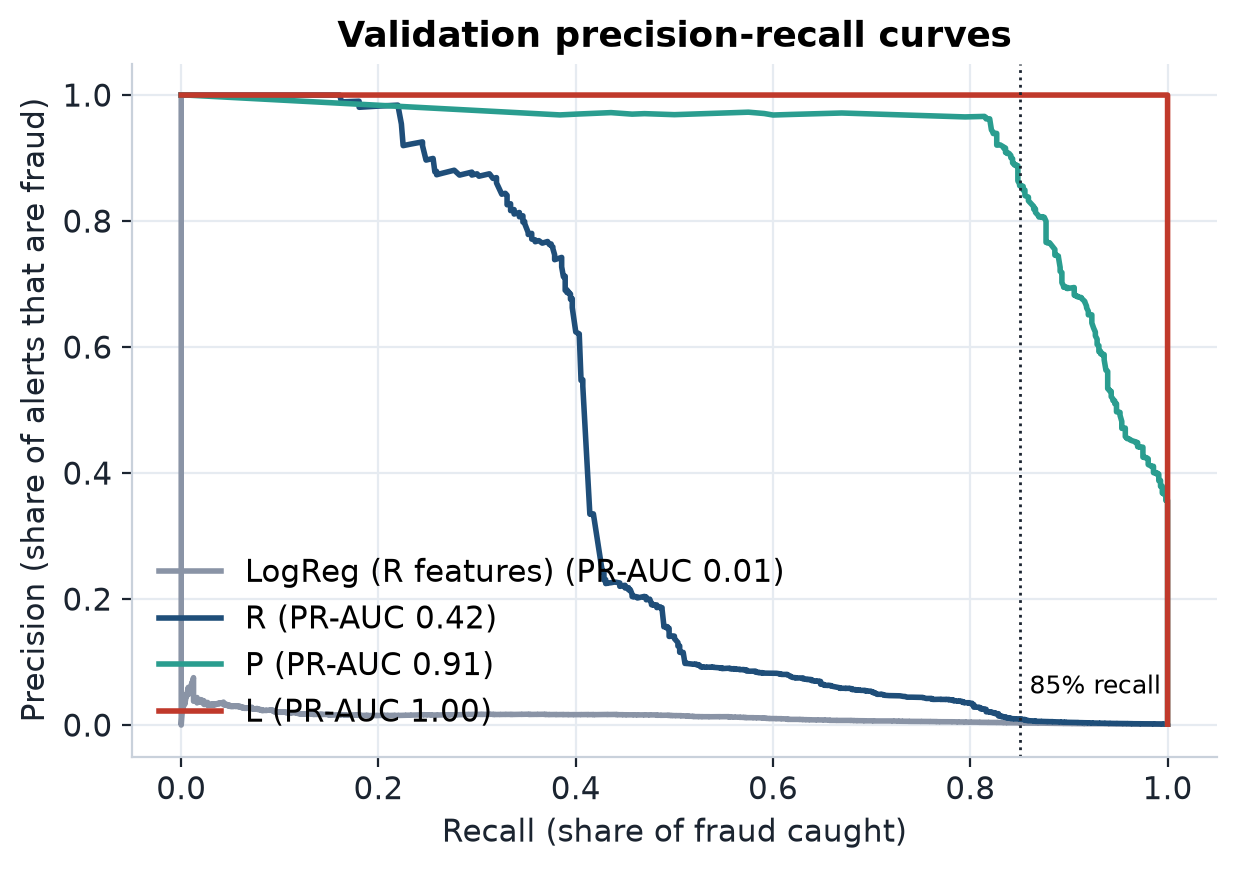 Validation precision-recall curves
Precision (share of alerts that are fraud)
1.0
0.8
0.6
0.4
0.2
0.0
LogReg (R features) (PR-AUC 0.01)
R (PR-AUC 0.42)
P (PR-AUC 0.91)
L (PR-AUC 1.00)
85% recall
0.0 0.2 0.4 0.6 0.8 1.0
Recall (share of fraud caught)